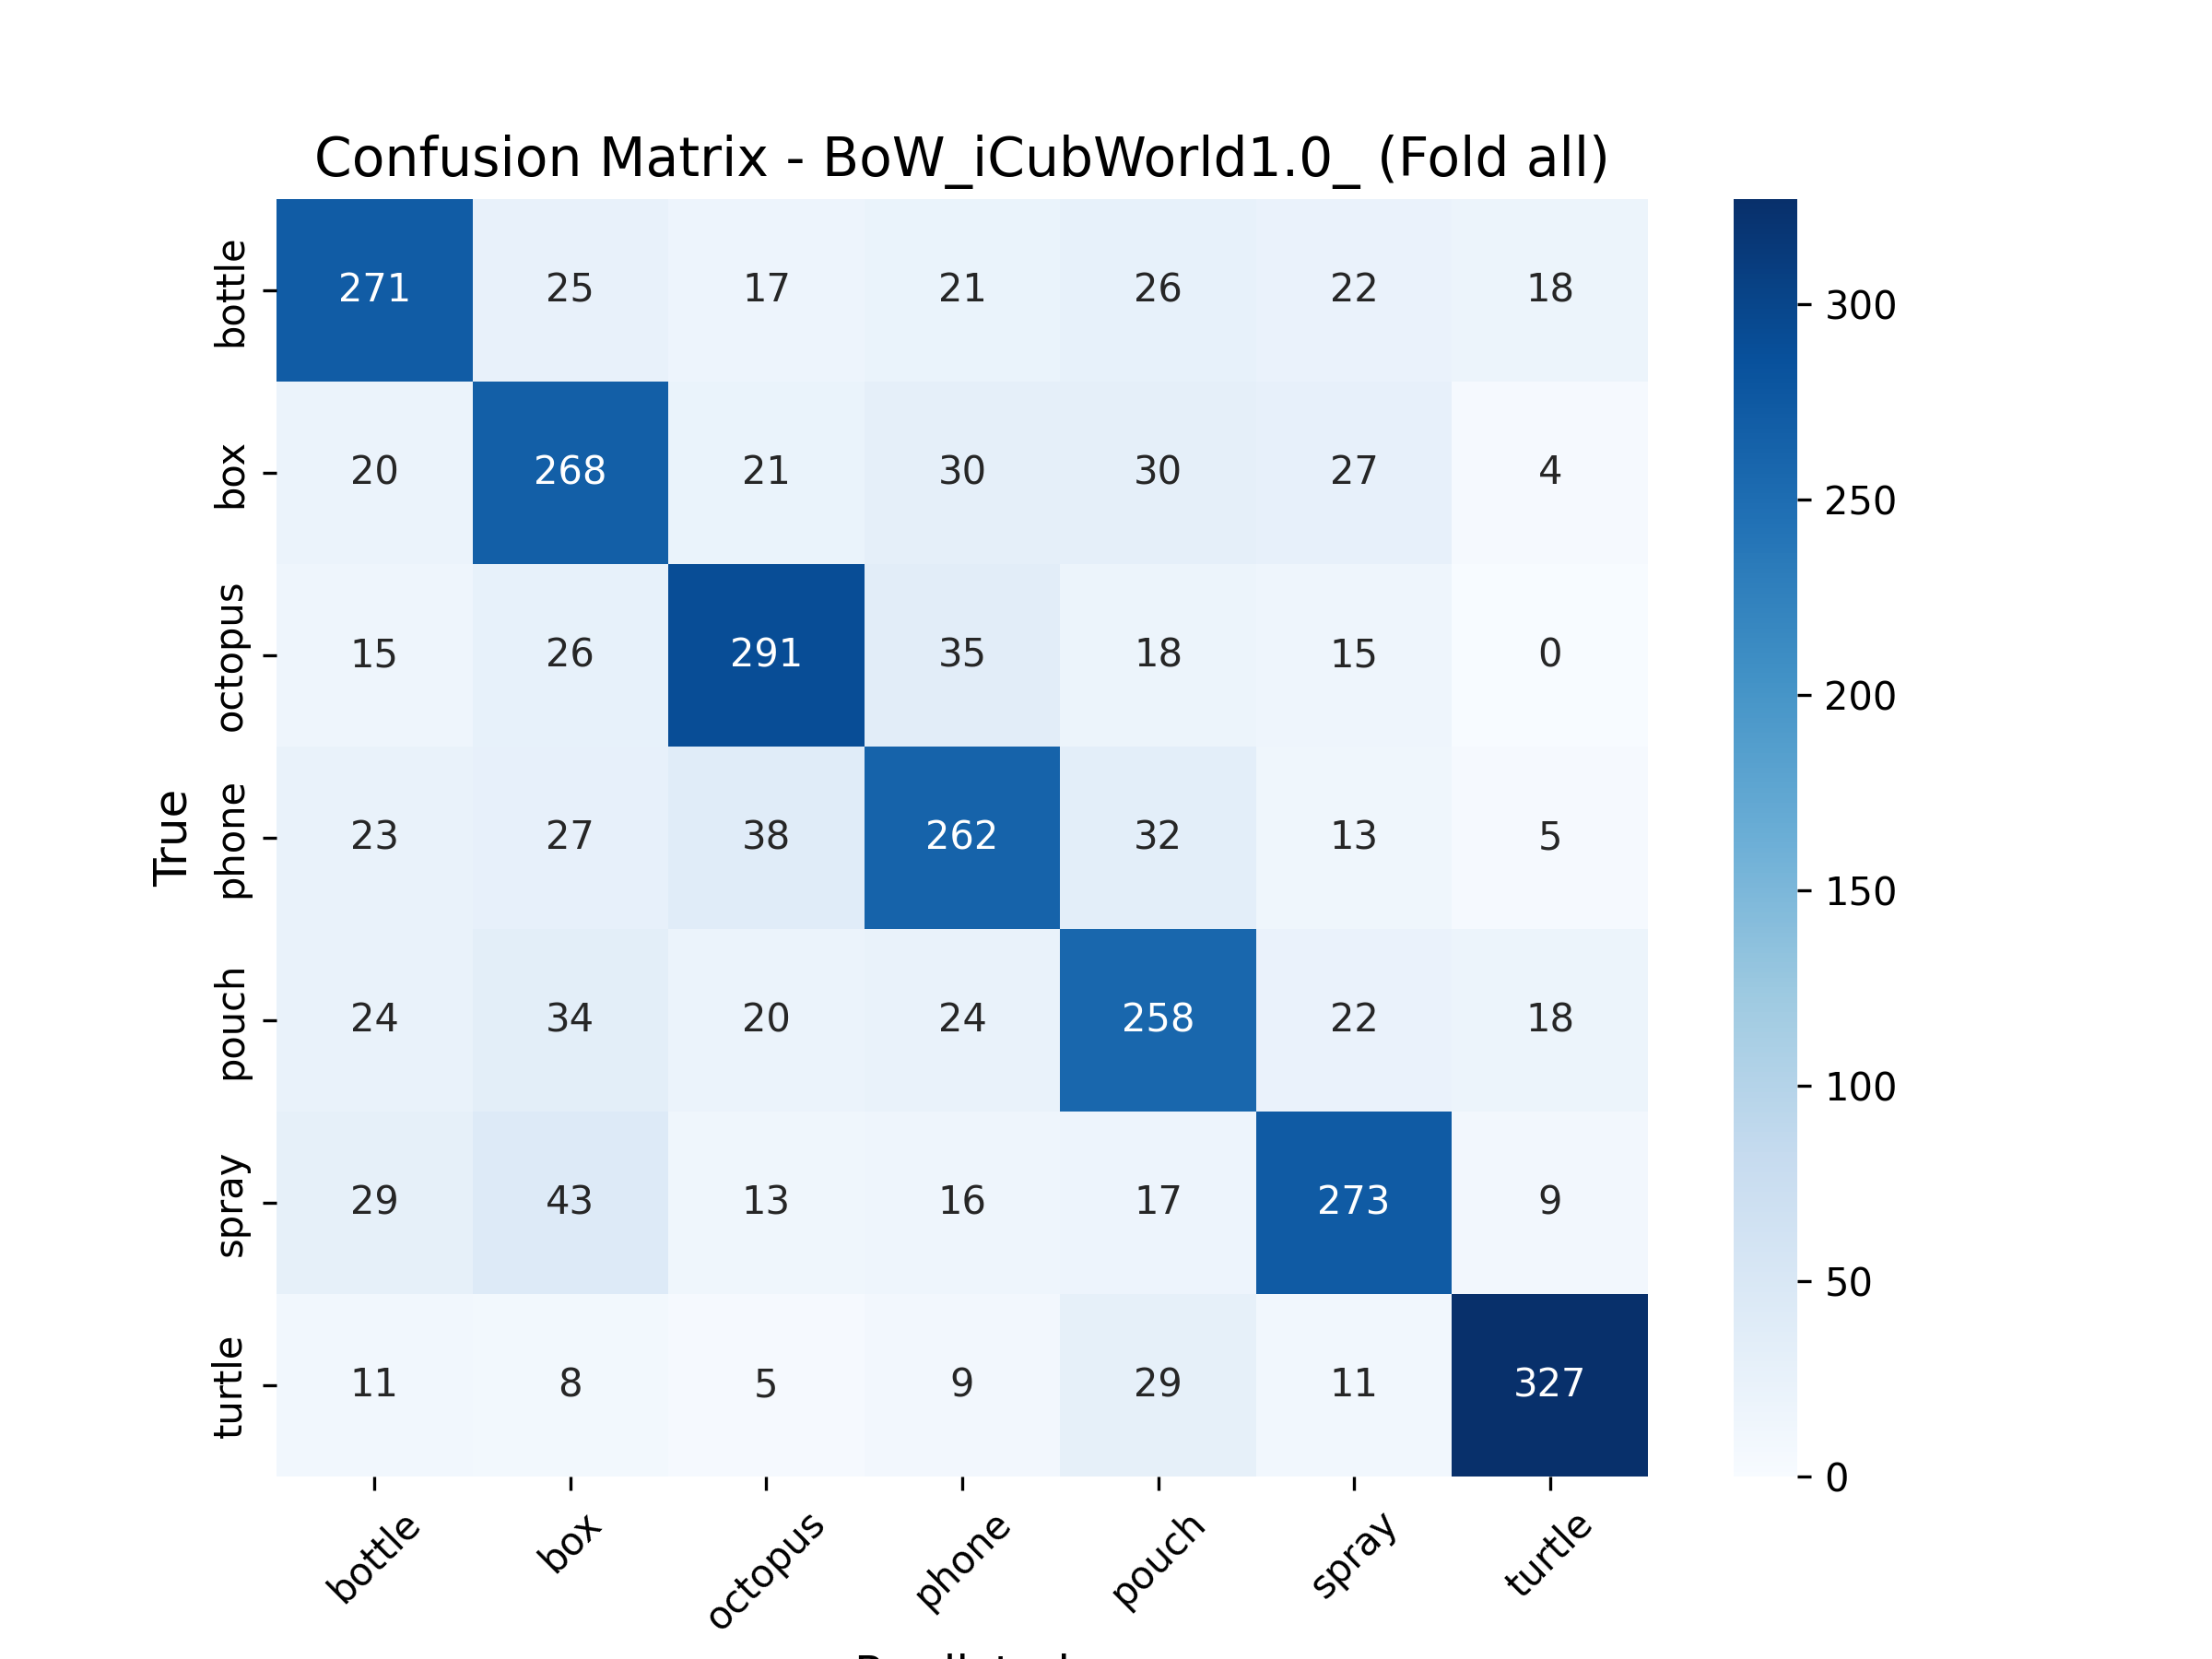 Confusion Matrix - BoW_iCubWorld1.0_ (Fold all)
bottle 271 25 17 21 26 22 18
box 20 268 21 30 30 27 4
octopus 15 26 291 35 18 15 0
phone 23 27 38 262 32 13 5
pouch 24 34 20 24 258 22 18
spray 29 43 13 16 17 273 9
turtle 11 8 5 9 29 11 327
True
bottle box octopus phone pouch spray turtle
300
250
200
150
100
50
0